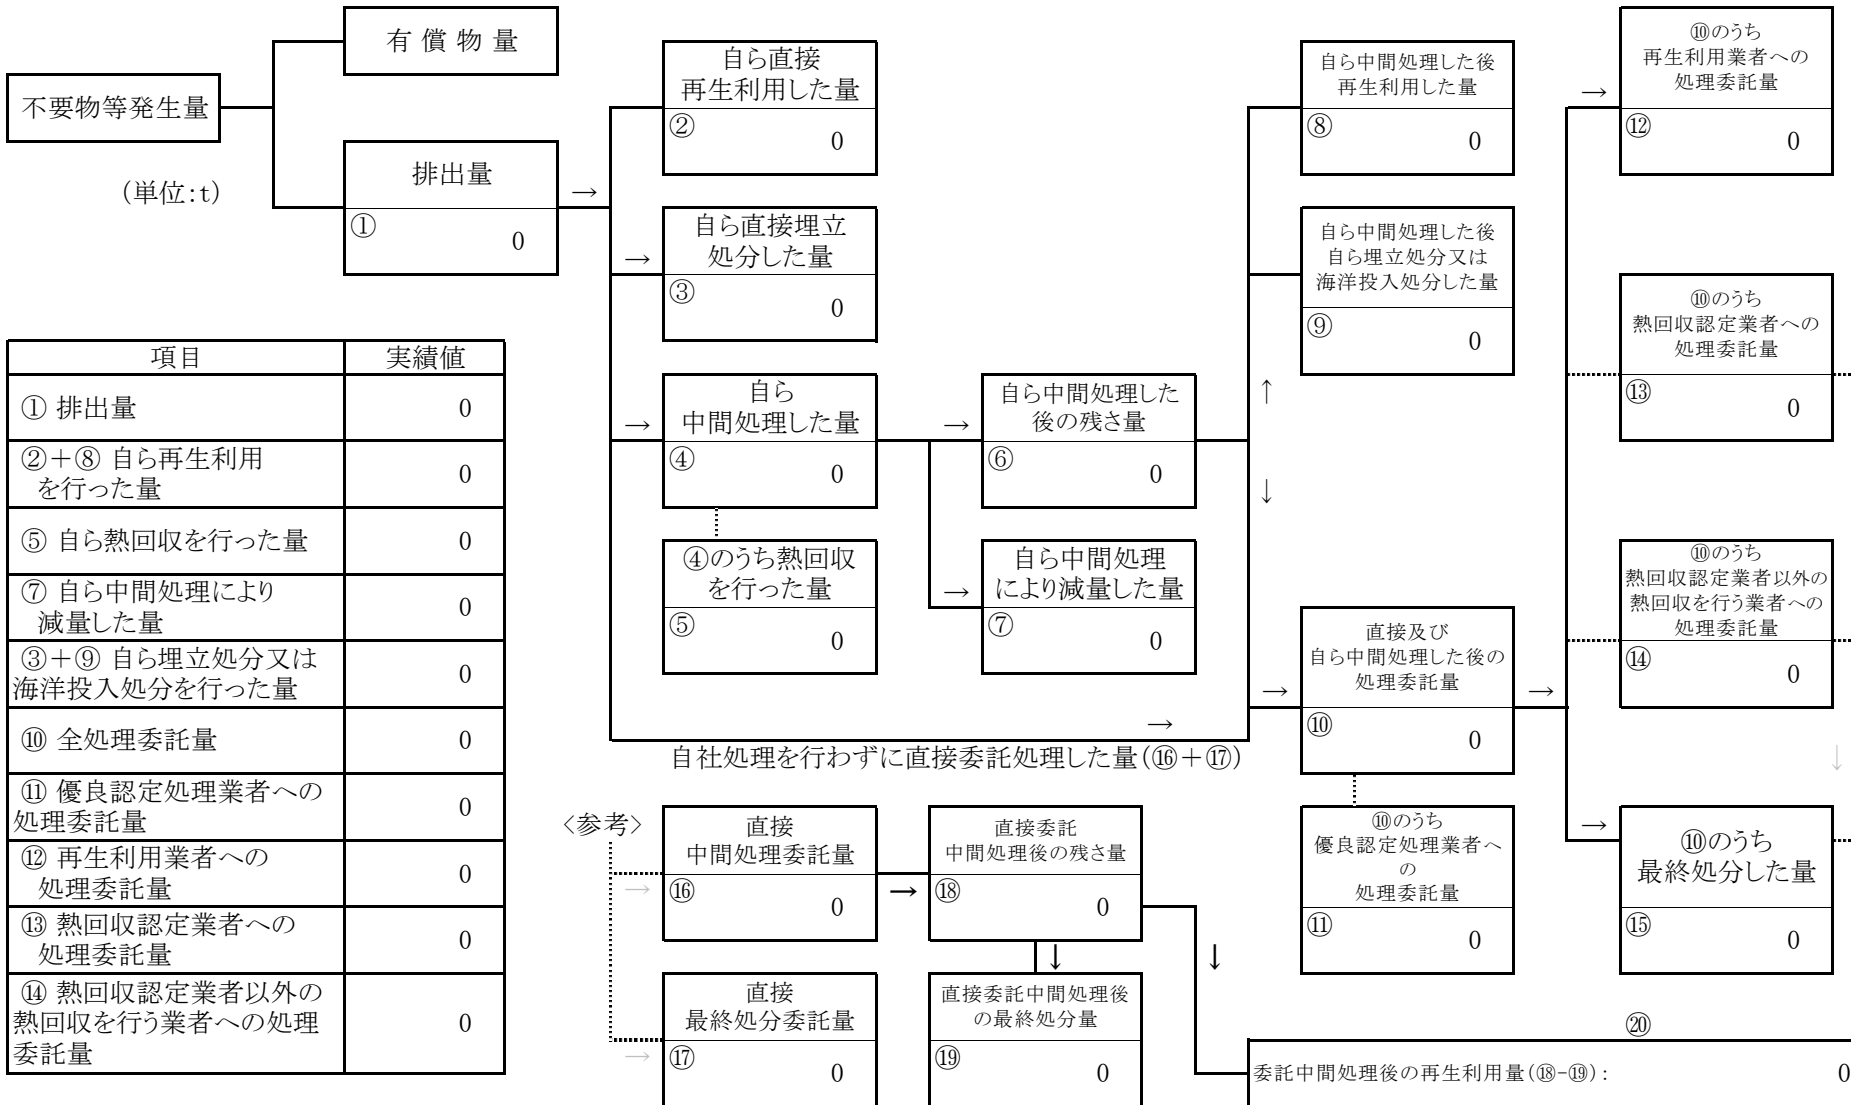 有償物量
不要物等発生量
(単位:t)
排出量
①
0
自ら直接
再生利用した量
②
0
自ら直接埋立
処分した量
③
0
自ら
中間処理した量
④
0
④のうち熱回収
を行った量
⑤
0
自ら中間処理した
後の残さ量
⑥
0
自ら中間処理
により減量した量
⑦
0
自ら中間処理した後
再生利用した量
⑧
0
自ら中間処理した後
自ら埋立処分又は
海洋投入処分した量
⑨
0
直接及び
自ら中間処理した後の
処理委託量
⑩
0
⑩のうち
優良認定処理業者へ
の
処理委託量
⑪
0
⑩のうち
再生利用業者への
処理委託量
⑫
0
⑩のうち
熱回収認定業者への
処理委託量
⑬
0
⑩のうち
熱回収認定業者以外の
熱回収を行う業者への
処理委託量
⑭
0
⑩のうち
最終処分した量
⑮
0
自社処理を行わずに直接委託処理した量(⑯+⑰)
<参考>
直接
中間処理委託量
⑯
0
直接
最終処分委託量
⑰
0
直接委託
中間処理後の残さ量
⑱
0
直接委託中間処理後
の最終処分量
⑲
0
⑳
委託中間処理後の再生利用量(⑱-⑲):
0
項目 実績値
① 排出量 0
②+⑧ 自ら再生利用
を行った量 0
⑤ 自ら熱回収を行った量 0
⑦ 自ら中間処理により
減量した量 0
③+⑨ 自ら埋立処分又は
海洋投入処分を行った量 0
⑩ 全処理委託量 0
⑪ 優良認定処理業者への
処理委託量 0
⑫ 再生利用業者への
処理委託量 0
⑬ 熱回収認定業者への
処理委託量 0
⑭ 熱回収認定業者以外の
熱回収を行う業者への処理
委託量 0